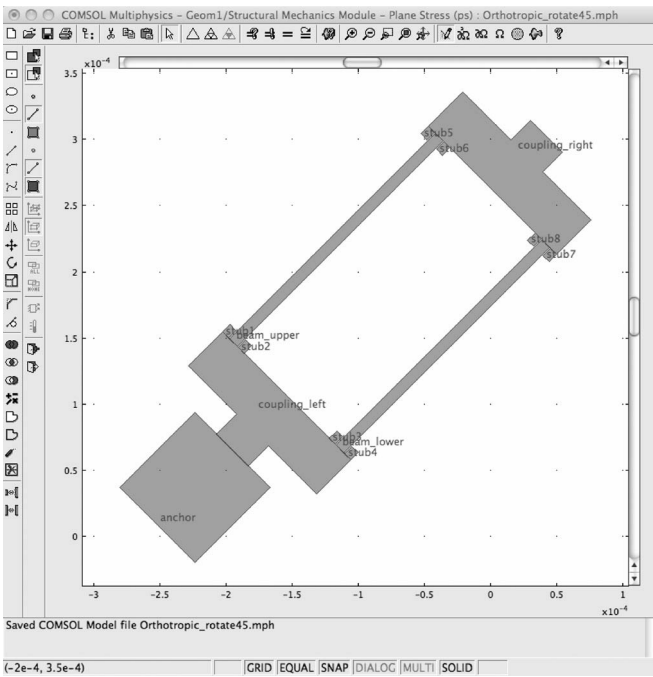 COMSOL Multiphysics - Geom1/Structural Mechanics Module - Plane Stress (ps) : Orthotropic_rotate45.mph
×10⁻⁴
3.5
3
2.5
2
1.5
1
0.5
0
stub5
stub6
coupling_right
stub8
stub7
stub1
beam_upper
stub2
coupling_left
stub3
beam_lower
stub4
anchor
-3 -2.5 -2 -1.5 -1 -0.5 0 0.5 1
×10⁻⁴
Saved COMSOL Model file Orthotropic_rotate45.mph
(-2e-4, 3.5e-4) GRID EQUAL SNAP DIALOG MULTI SOLID